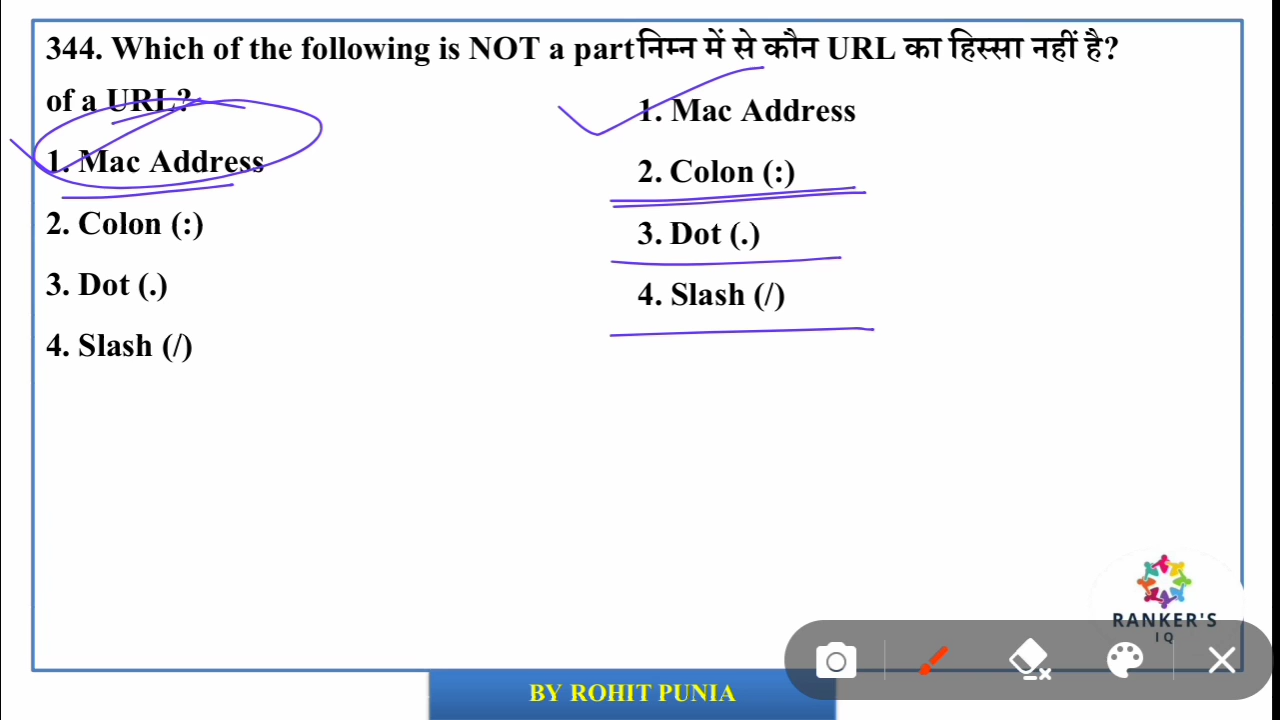 344. Which of the following is NOT a part
of a URL?
1. Mac Address
2. Colon (:)
3. Dot (.)
4. Slash (/)
निम्न में से कौन URL का हिस्सा नहीं है?
1. Mac Address
2. Colon (:)
3. Dot (.)
4. Slash (/)
RANKER'S
IQ
BY ROHIT PUNIA